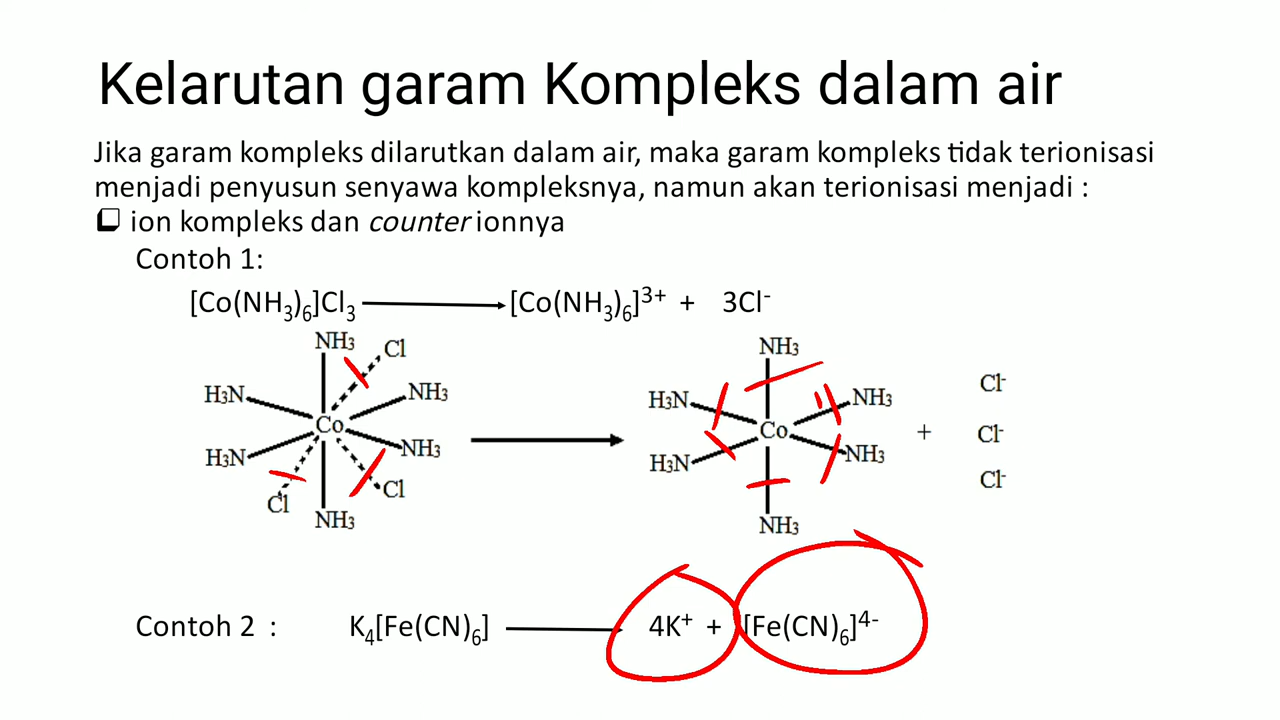 Kelarutan garam Kompleks dalam air
Jika garam kompleks dilarutkan dalam air, maka garam kompleks tidak terionisasi
menjadi penyusun senyawa kompleksnya, namun akan terionisasi menjadi :
❑ ion kompleks dan counter ionnya
Contoh 1:
[Co(NH₃)₆]Cl₃ ⟶ [Co(NH₃)₆]³⁺ + 3Cl⁻
NH₃
Cl
H₃N
NH₃
Co
H₃N
NH₃
Cl
Cl
NH₃
NH₃
H₃N
NH₃
Co
H₃N
NH₃
NH₃
+
Cl⁻
Cl⁻
Cl⁻
Contoh 2 : K₄[Fe(CN)₆] ⟶ 4K⁺ + [Fe(CN)₆]⁴⁻